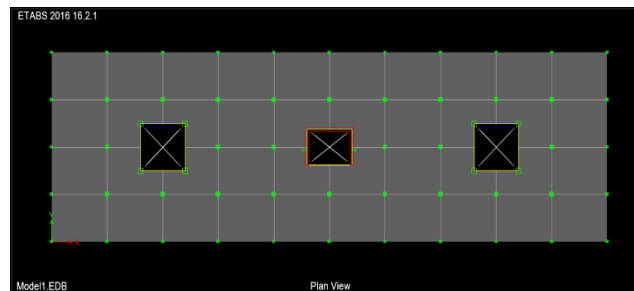 ETABS 2016 16.2.1
Y
X
Model1.EDB
Plan View